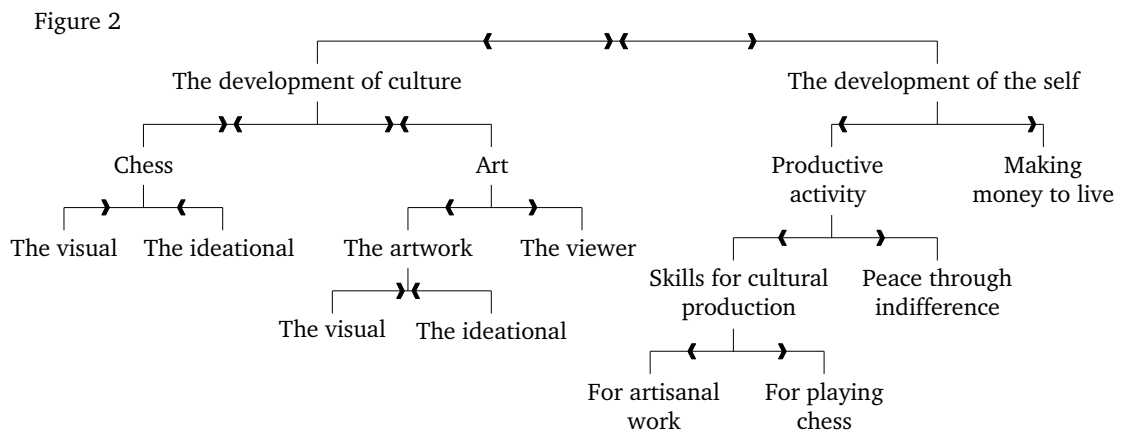 Figure 2
The development of culture
The development of the self
Chess
Art
Productive
activity
Making
money to live
The visual
The ideational
The artwork
The viewer
Skills for cultural
production
Peace through
indifference
The visual
The ideational
For artisanal
work
For playing
chess